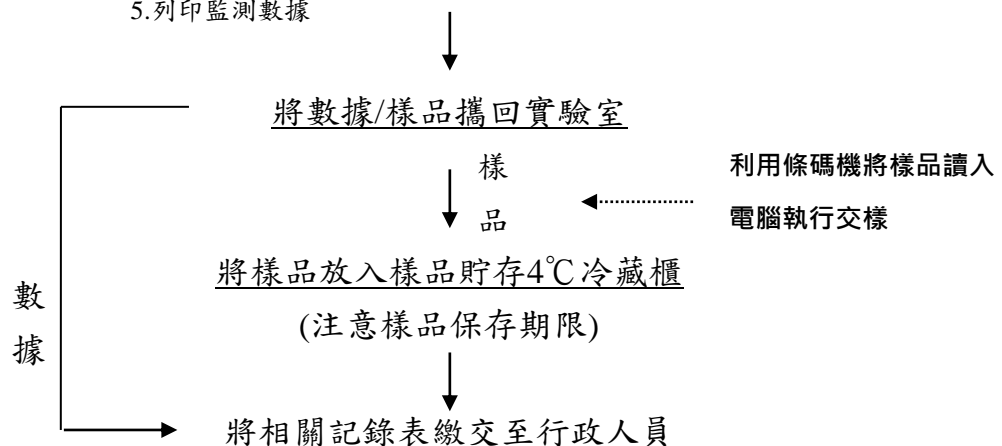 5.列印監測數據
將數據/樣品攜回實驗室
樣
品
利用條碼機將樣品讀入
電腦執行交樣
將樣品放入樣品貯存4℃冷藏櫃
(注意樣品保存期限)
數
據
將相關記錄表繳交至行政人員